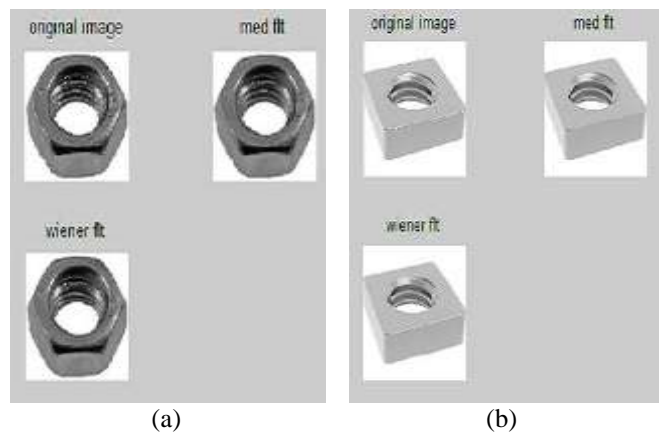 original image med flt
original image med flt
wiener flt
wiener flt
(a) (b)